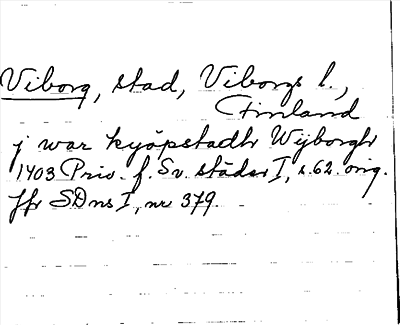 Viborg, stad, Viborgs l.,
Finland
j war kyöpstadh Wijborgh
1403 Priv. f. Sv. städer I, s. 62. orig.
Jfr SDns I, nr 379.